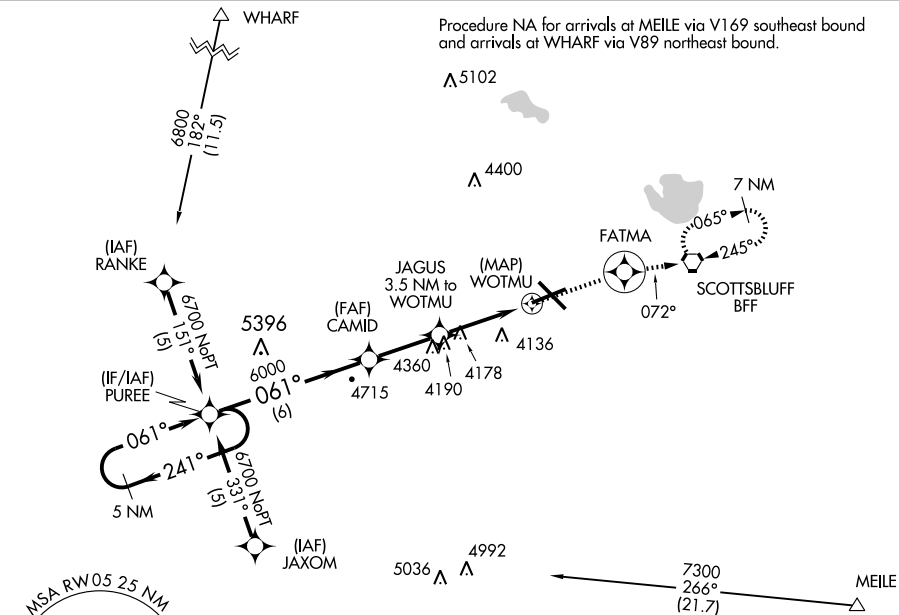 WHARF
Procedure NA for arrivals at MEILE via V169 southeast bound
and arrivals at WHARF via V89 northeast bound.
5102
6800
182°
(11.5)
4400
7 NM
065°
245°
FATMA
SCOTTSBLUFF
BFF
072°
(IAF)
RANKE
JAGUS
3.5 NM to
WOTMU
(MAP)
WOTMU
6700 NoPT
151°
(5)
5396
(FAF)
CAMID
4136
4360
4190
4178
4715
6000
061°
(6)
(IF/IAF)
PUREE
061°
241°
5 NM
6700 NoPT
331°
(5)
(IAF)
JAXOM
5036
4992
7300
266°
(21.7)
MEILE
MSA RW05 25 NM